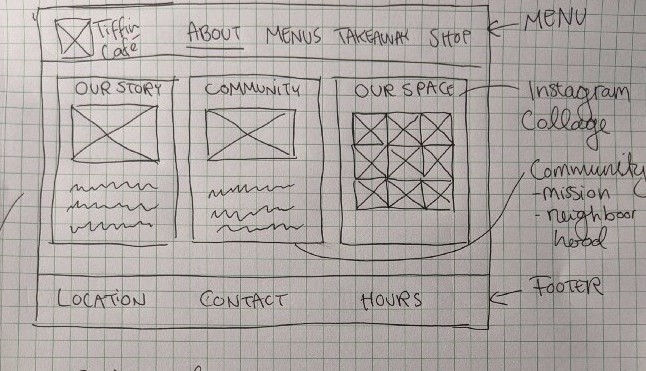 Tiffin
Cafe
ABOUT MENUS TAKEAWAY SHOP
MENU
OUR STORY COMMUNITY OUR SPACE
Instagram
Collage
Community
- mission
- neighbour
hood
LOCATION CONTACT HOURS
FOOTER